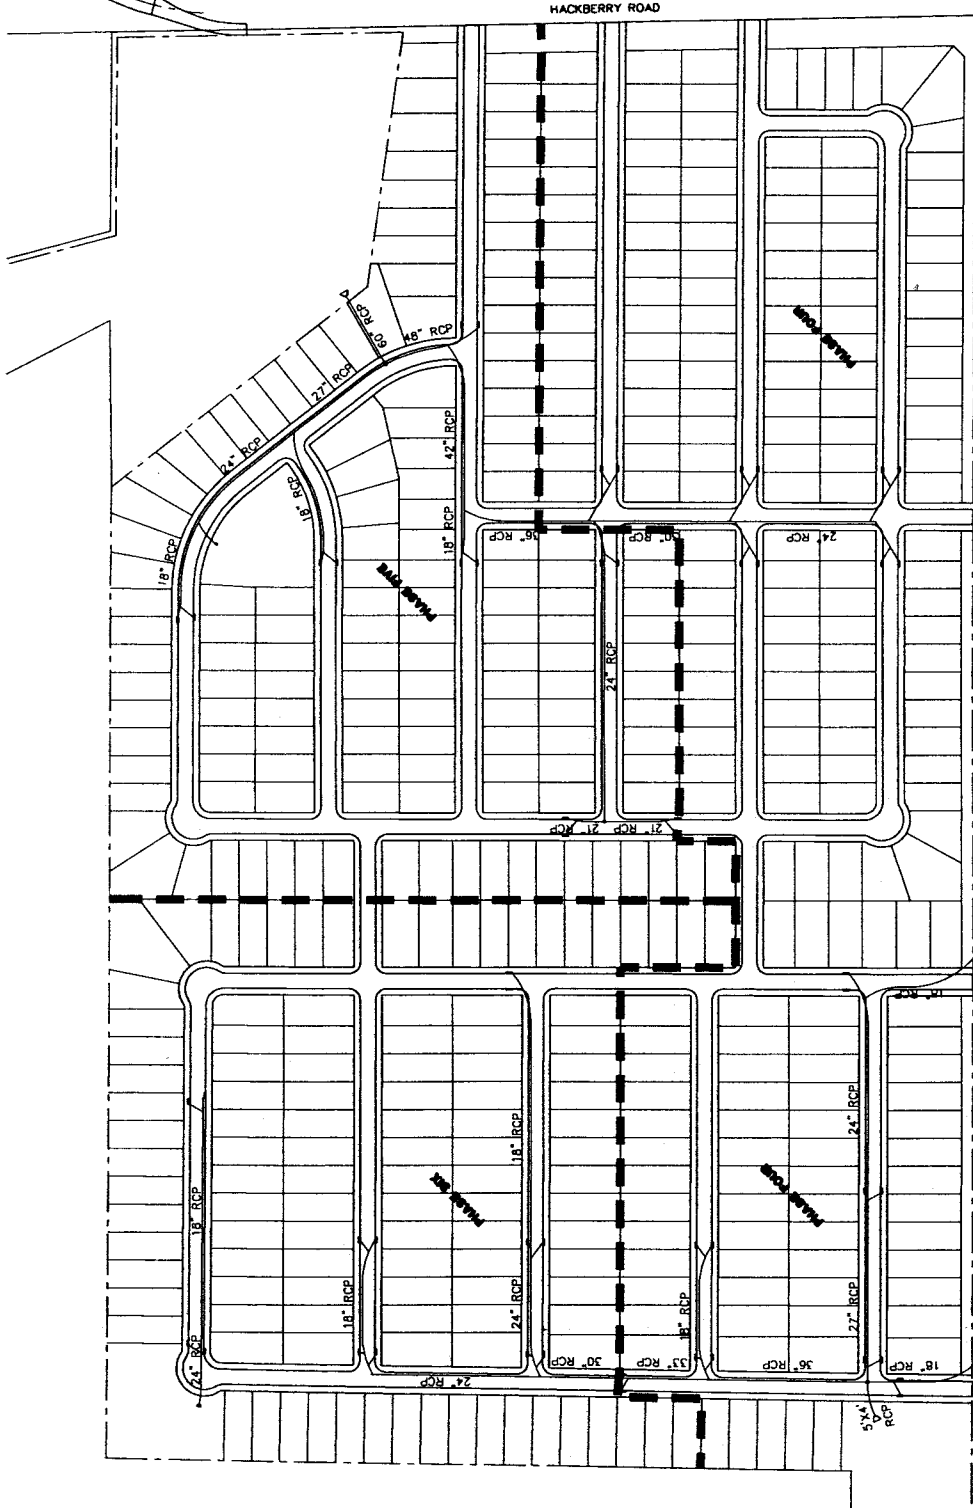 HACKBERRY ROAD
PHASE FOUR
60" RCP
48" RCP
27" RCP
24" RCP
42" RCP
18" RCP
18" RCP
36" RCP
30" RCP
24" RCP
18" RCP
PHASE FIVE
24" RCP
21" RCP
21" RCP
18" RCP
24" RCP
18" RCP
PHASE SIX
PHASE FOUR
18" RCP
18" RCP
24" RCP
18" RCP
27" RCP
24" RCP
30" RCP
33" RCP
36" RCP
18" RCP
24" RCP
5'X4'
RCP